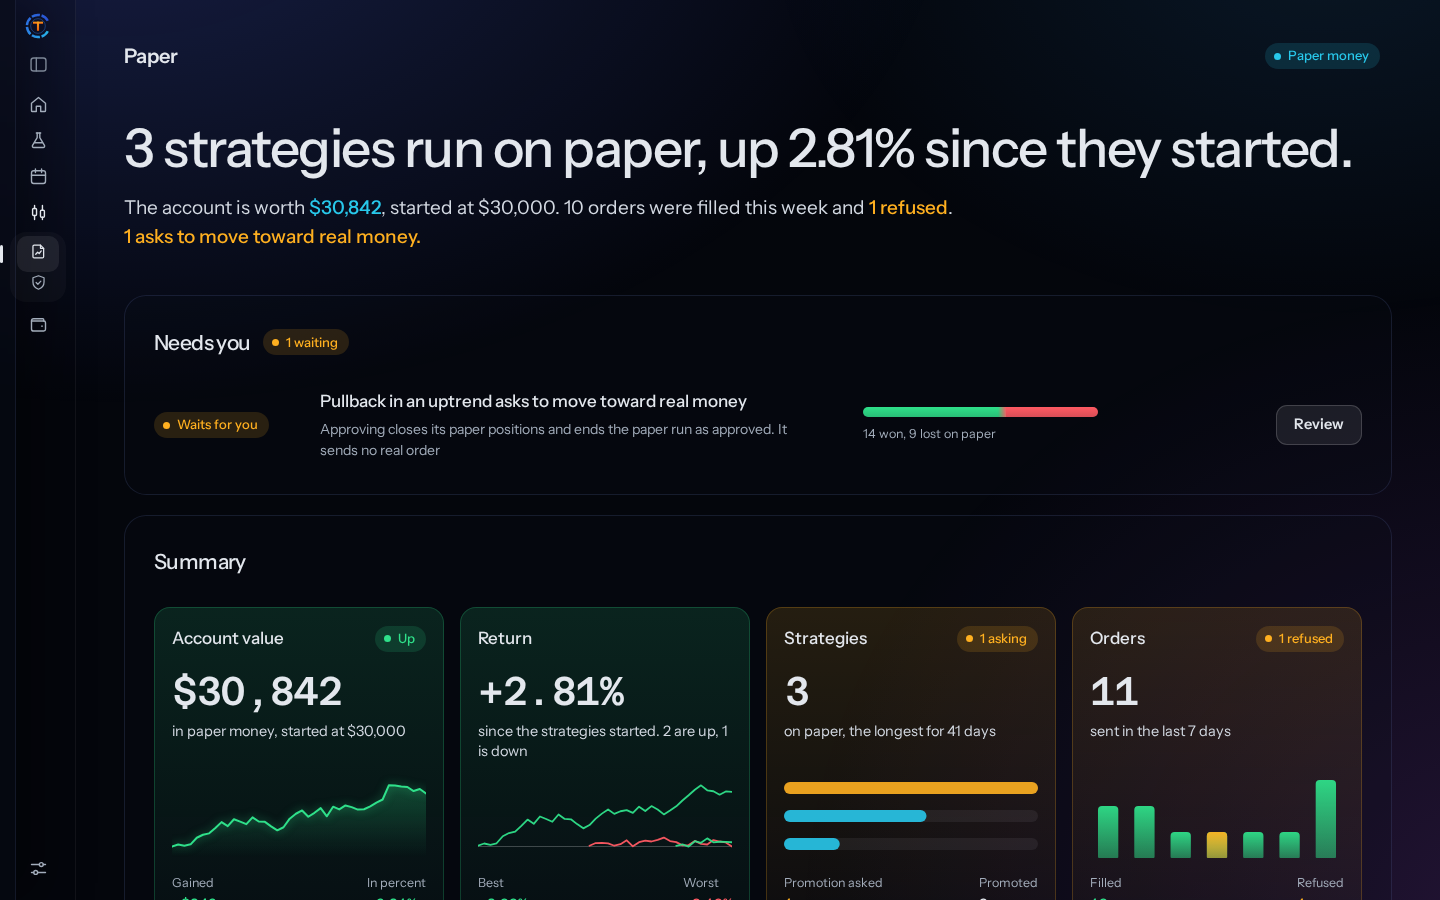 T
Paper
Paper money
3 strategies run on paper, up 2.81% since they started.
The account is worth $30,842, started at $30,000. 10 orders were filled this week and 1 refused.
1 asks to move toward real money.
Needs you
1 waiting
Waits for you
Pullback in an uptrend asks to move toward real money
Approving closes its paper positions and ends the paper run as approved. It
sends no real order
14 won, 9 lost on paper
Review
Summary
Account value
Up
$30,842
in paper money, started at $30,000
Gained
In percent
Return
+2.81%
since the strategies started. 2 are up, 1
is down
Best
Worst
Strategies
1 asking
3
on paper, the longest for 41 days
Promotion asked
Promoted
Orders
1 refused
11
sent in the last 7 days
Filled
Refused